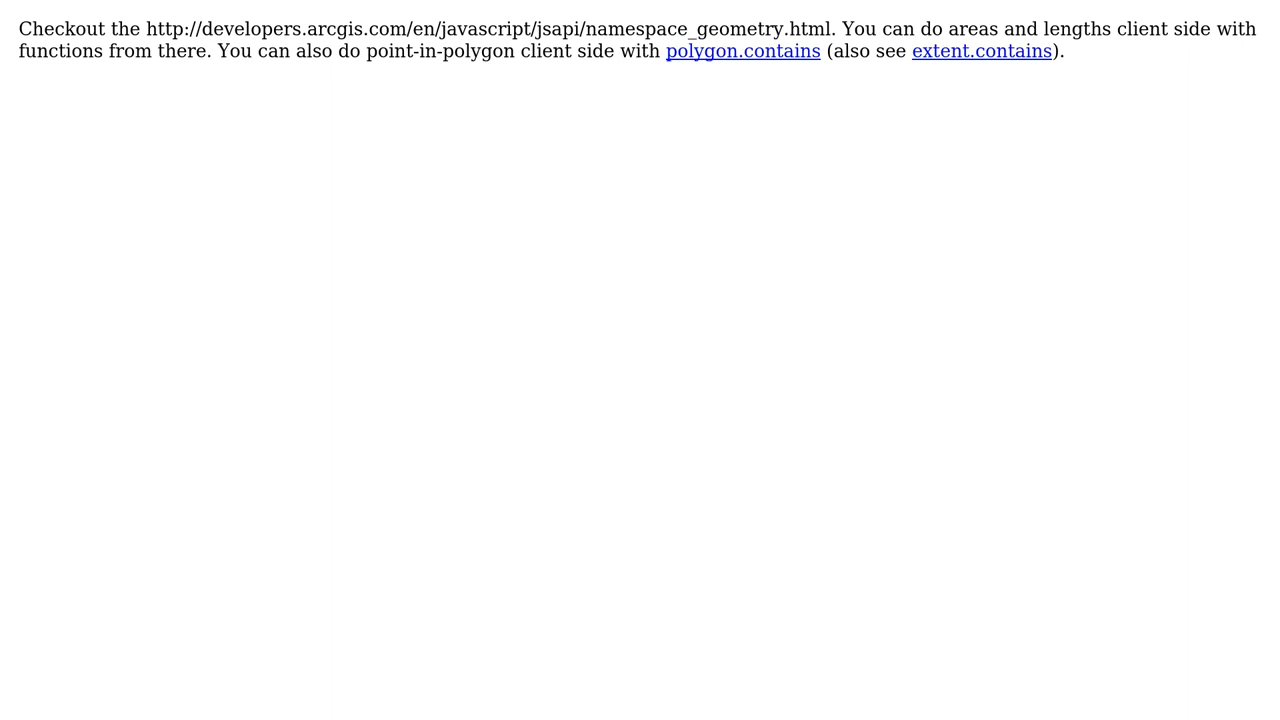 Checkout the http://developers.arcgis.com/en/javascript/jsapi/namespace_geometry.html. You can do areas and lengths client side with
functions from there. You can also do point-in-polygon client side with polygon.contains (also see extent.contains).